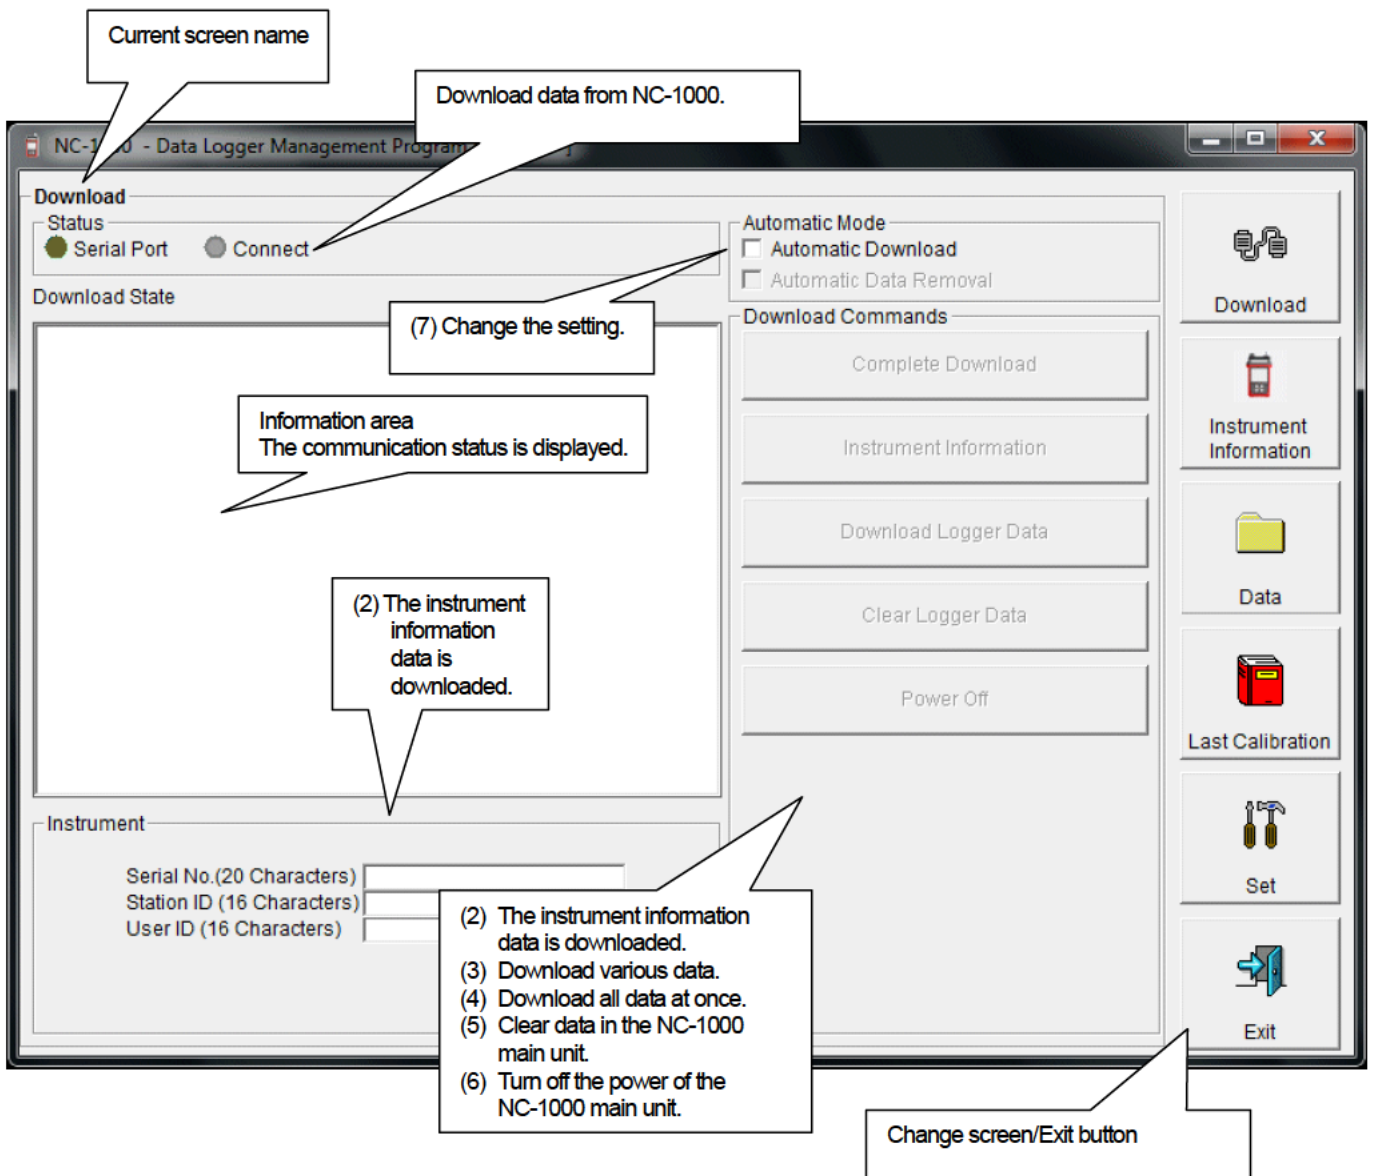 Current screen name
Download data from NC-1000.
NC-1 0 - Data Logger Management Program
Download
Status
Serial Port
Connect
Automatic Mode
Automatic Download
Automatic Data Removal
Download State
(7) Change the setting.
Download Commands
Complete Download
Instrument Information
Download Logger Data
Clear Logger Data
Power Off
Information area
The communication status is displayed.
(2) The instrument
information
data is
downloaded.
Instrument
Serial No.(20 Characters)
Station ID (16 Characters)
User ID (16 Characters)
(2) The instrument information
data is downloaded.
(3) Download various data.
(4) Download all data at once.
(5) Clear data in the NC-1000
main unit.
(6) Turn off the power of the
NC-1000 main unit.
Download
Instrument
Information
Data
Last Calibration
Set
Exit
Change screen/Exit button